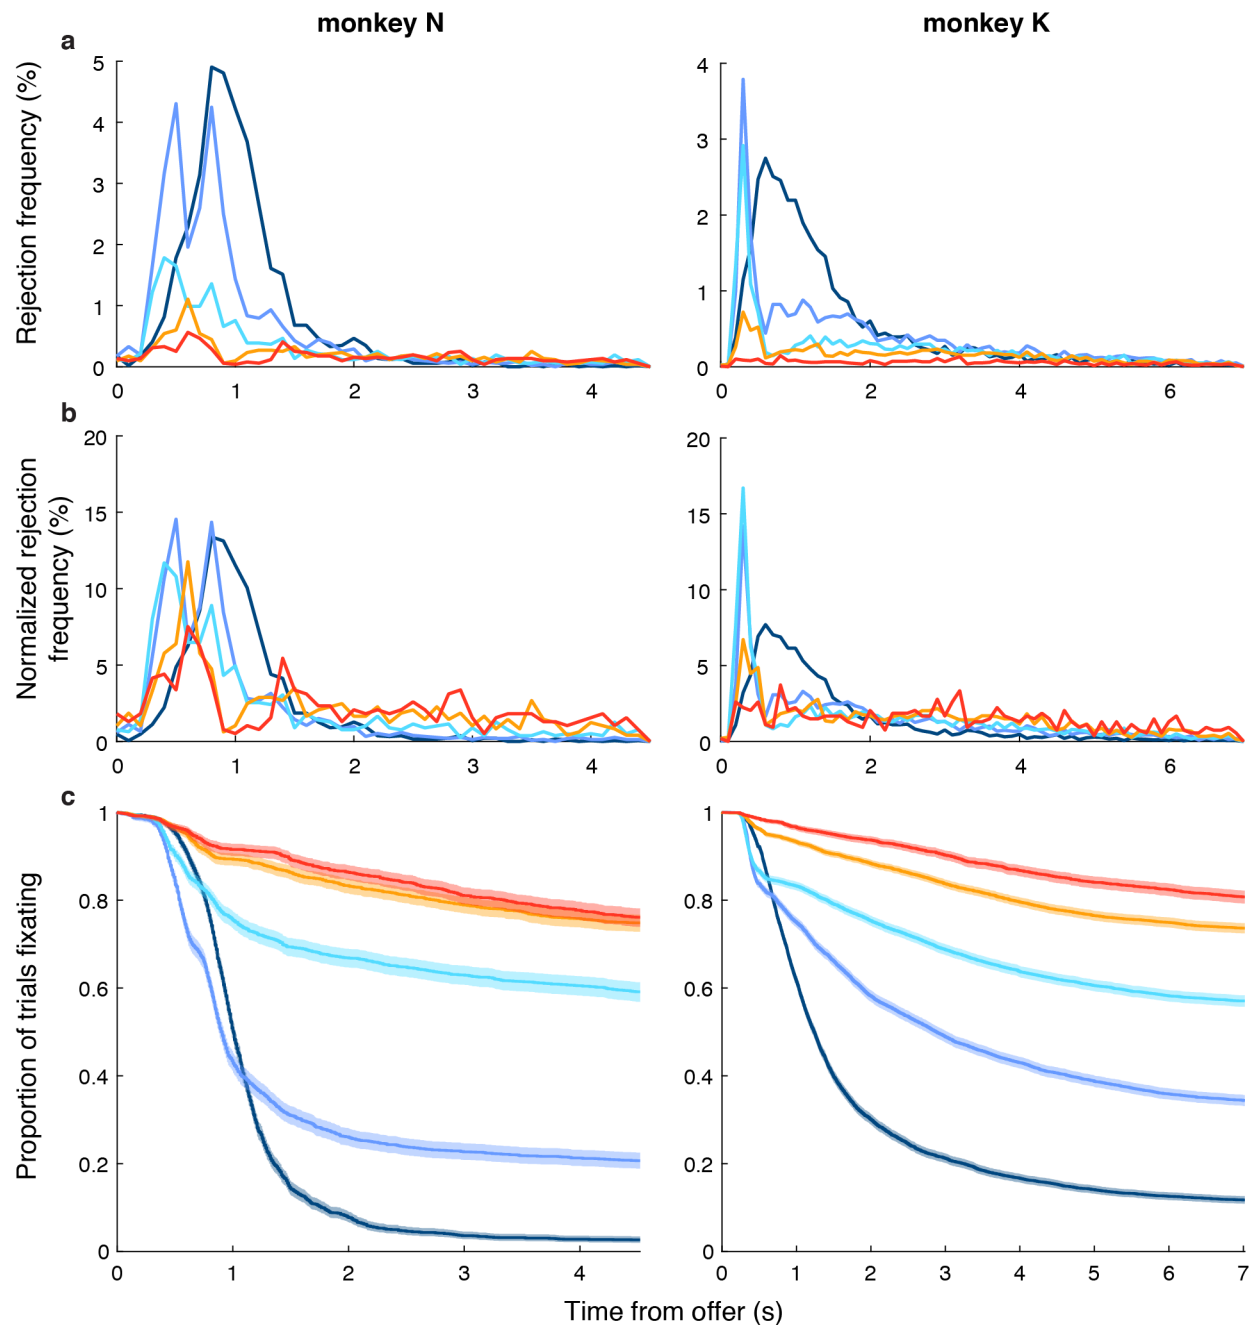 monkey N
monkey K
a
Rejection frequency (%)
5
4
3
2
1
0
0 1 2 3 4
4
3
2
1
0
0 2 4 6
b
Normalized rejection
frequency (%)
20
15
10
5
0
0 1 2 3 4
20
15
10
5
0
0 2 4 6
c
Proportion of trials fixating
1
0.8
0.6
0.4
0.2
0
0 1 2 3 4
1
0.8
0.6
0.4
0.2
0
0 1 2 3 4 5 6 7
Time from offer (s)